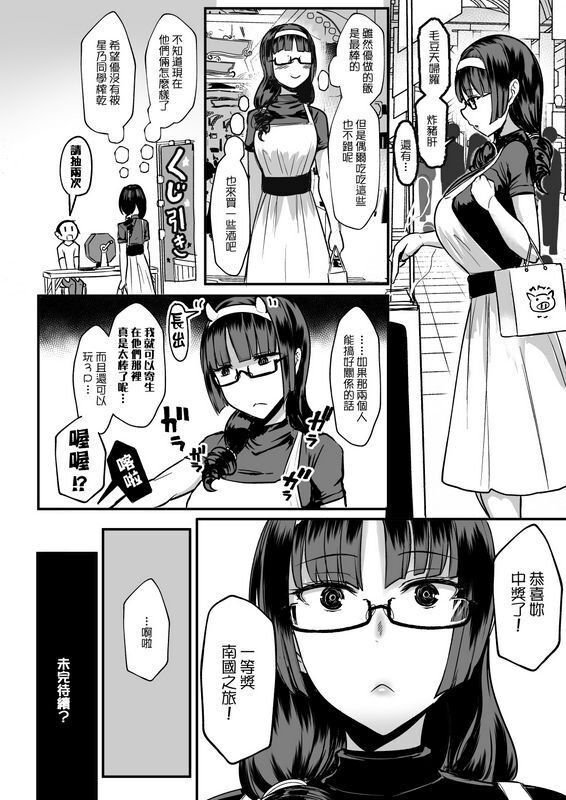 毛豆天婦羅
炸豬肝
還有…
雖然優做的飯
是最棒的
但是偶爾吃吃這些
也不錯呢
也來買一些酒吧
不知道現在
他們倆怎麼樣了
希望優沒有被
星乃同學榨乾
請抽兩次
くじ引き
……如果那兩個人
能搞好關係的話
長出
我就可以寄生
在他們那裡
真是太棒了呢…
而且還可以
玩3P…
ガラ
ガラ
喀啦
喔喔!?
恭喜妳
中獎了!
一等獎
南國之旅!
…啊啦
未完待續?